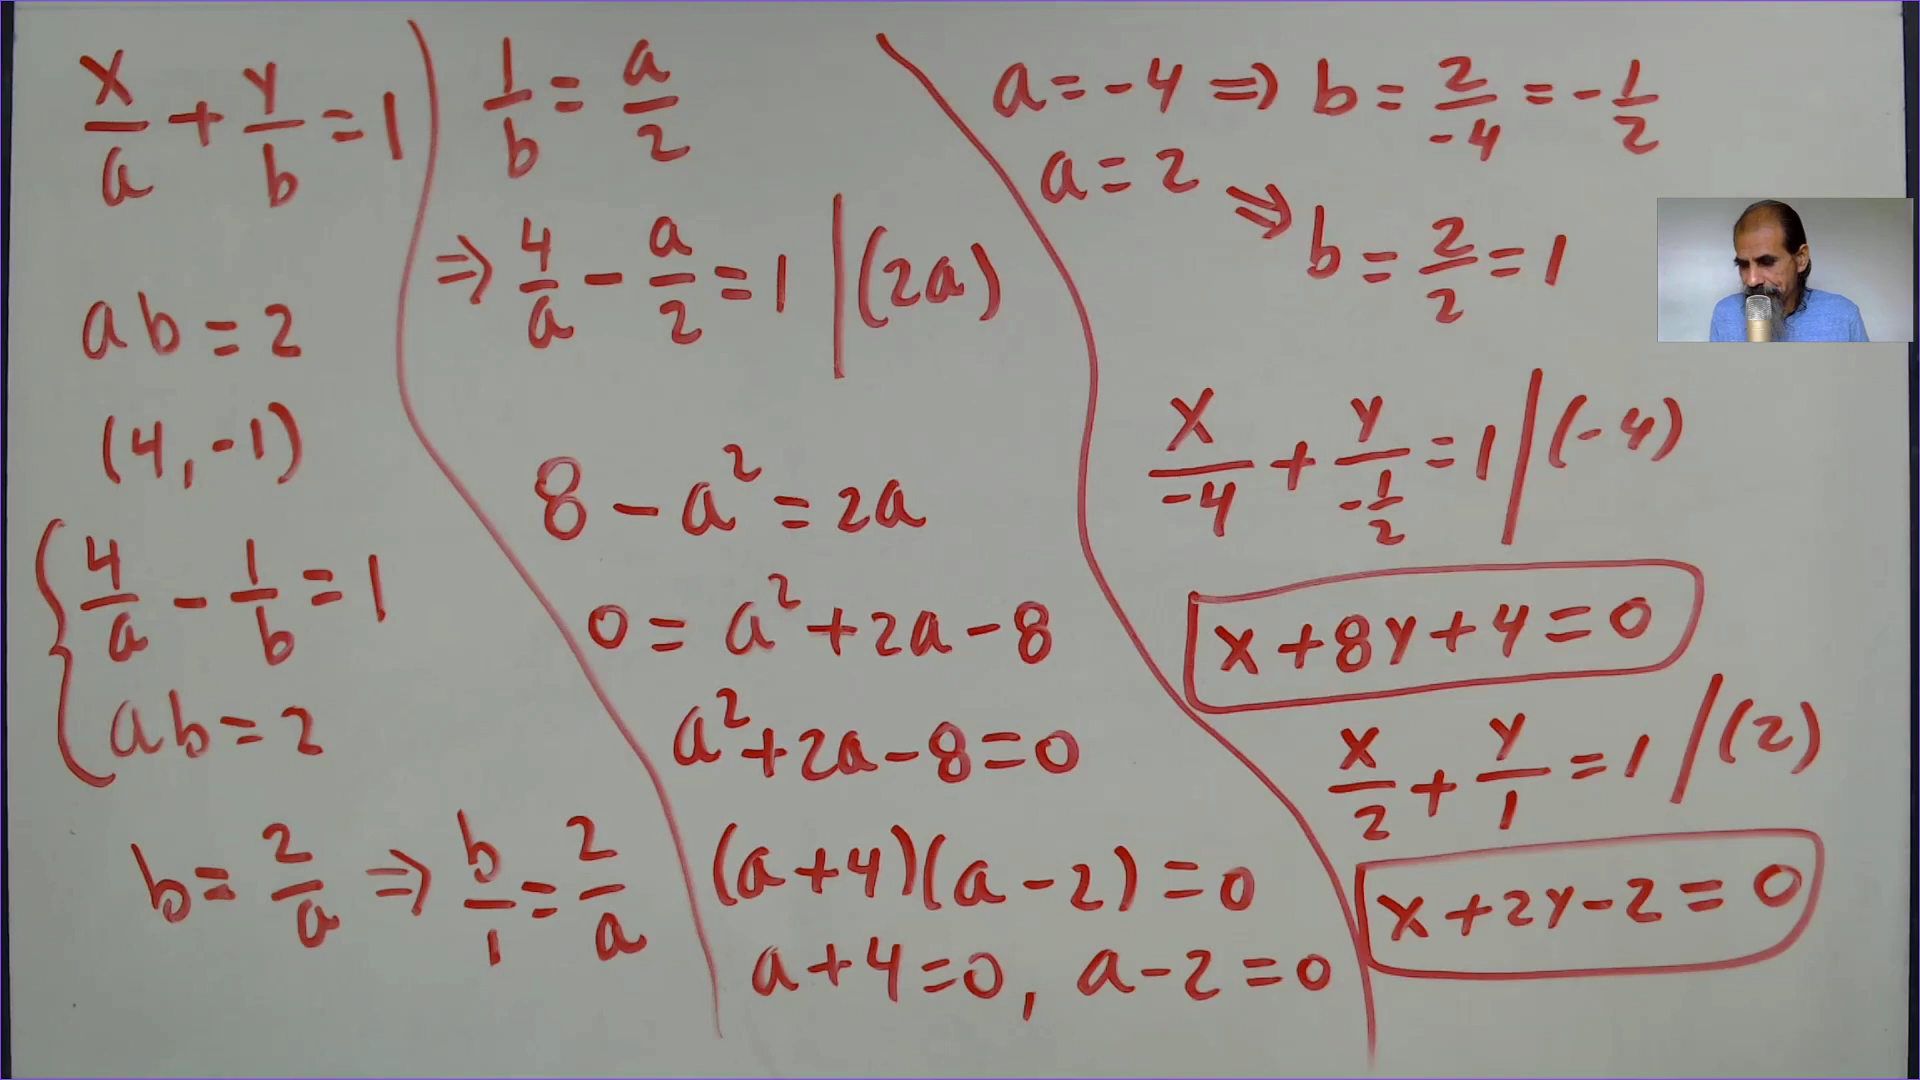 x/a + y/b = 1
ab = 2
(4, -1)
4/a - 1/b = 1
ab = 2
b = 2/a ⇒ b/1 = 2/a
1/b = a/2
⇒ 4/a - a/2 = 1 | (2a)
8 - a² = 2a
0 = a² + 2a - 8
a² + 2a - 8 = 0
(a + 4)(a - 2) = 0
a + 4 = 0, a - 2 = 0
a = -4 ⇒ b = 2/-4 = -1/2
a = 2 ⇒ b = 2/2 = 1
x/-4 + y/-1/2 = 1 | (-4)
x + 8y + 4 = 0
x/2 + y/1 = 1 / (2)
x + 2y - 2 = 0